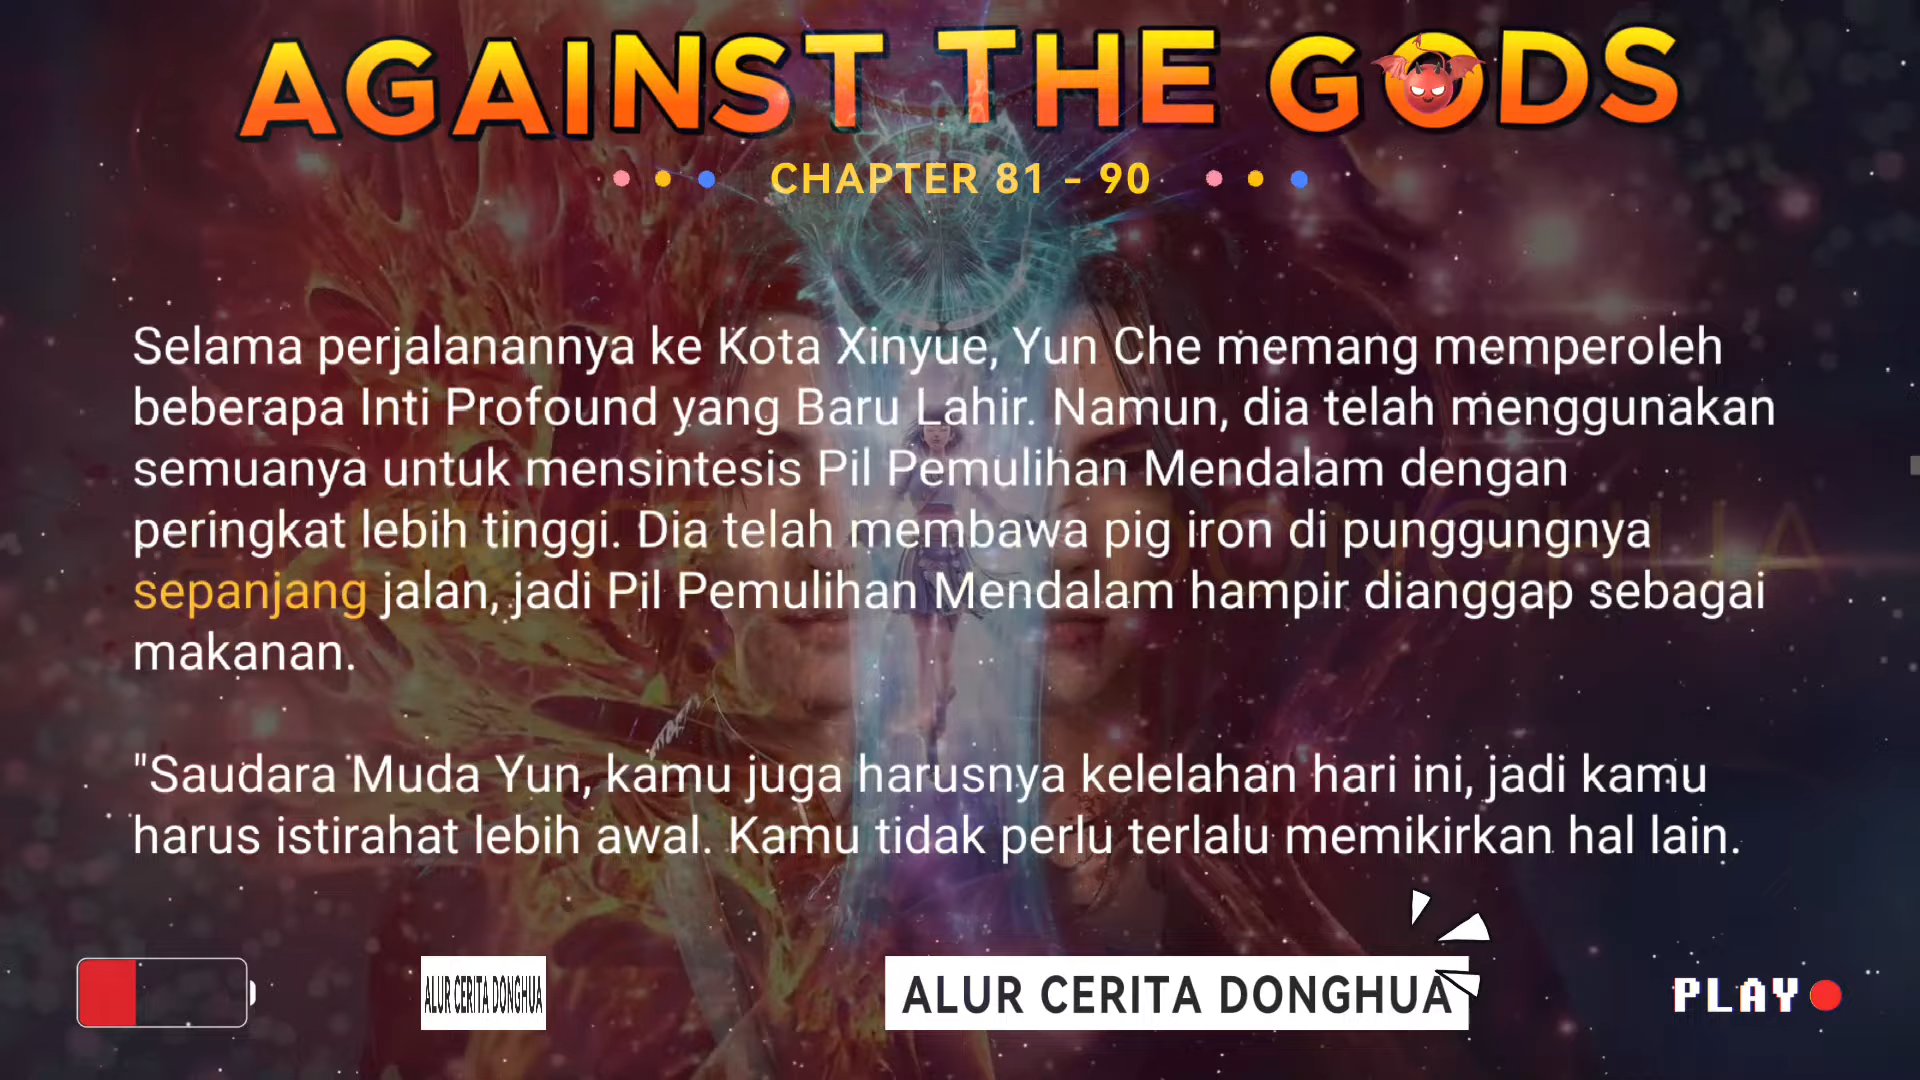 AGAINST THE GODS
CHAPTER 81 - 90
Selama perjalanannya ke Kota Xinyue, Yun Che memang memperoleh
beberapa Inti Profound yang Baru Lahir. Namun, dia telah menggunakan
semuanya untuk mensintesis Pil Pemulihan Mendalam dengan
peringkat lebih tinggi. Dia telah membawa pig iron di punggungnya
sepanjang jalan, jadi Pil Pemulihan Mendalam hampir dianggap sebagai
makanan.
"Saudara Muda Yun, kamu juga harusnya kelelahan hari ini, jadi kamu
harus istirahat lebih awal. Kamu tidak perlu terlalu memikirkan hal lain.
ALUR CERITA DONGHUA
ALUR CERITA DONGHUA
PLAY